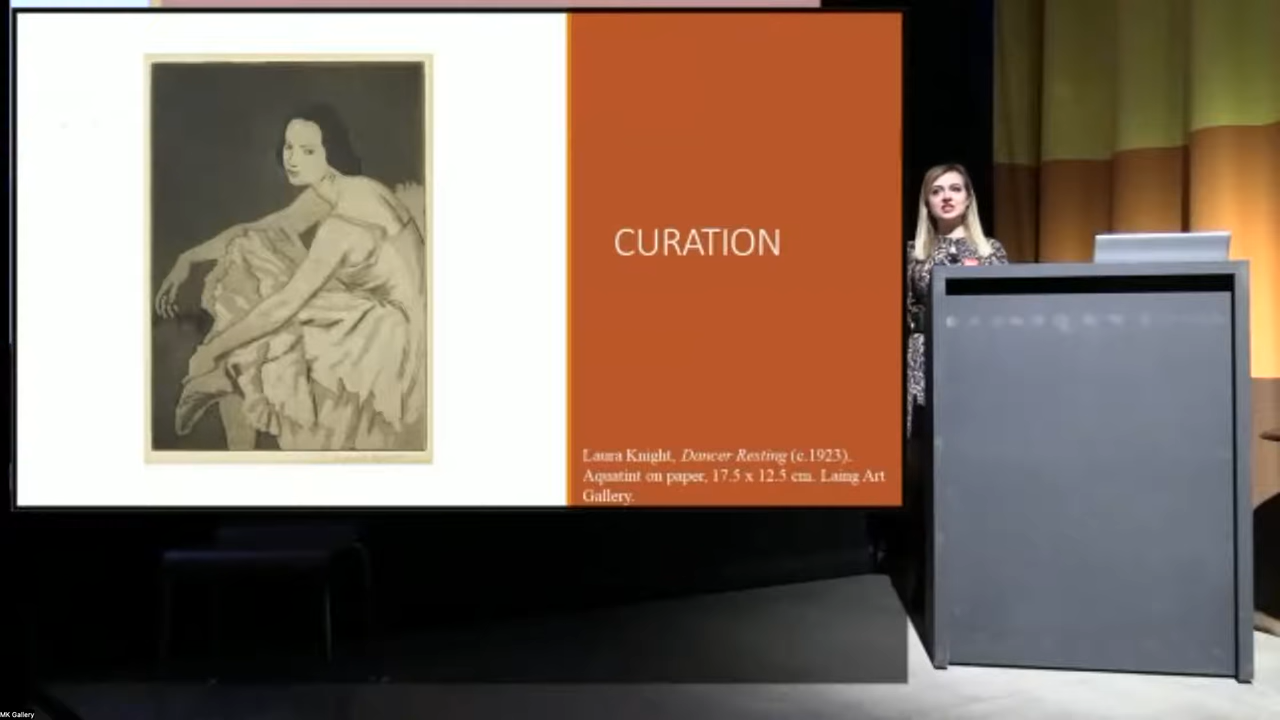 CURATION
Laura Knight, Dancer Resting (c.1923).
Aquatint on paper, 17.5 x 12.5 cm. Laing Art
Gallery.
MK Gallery